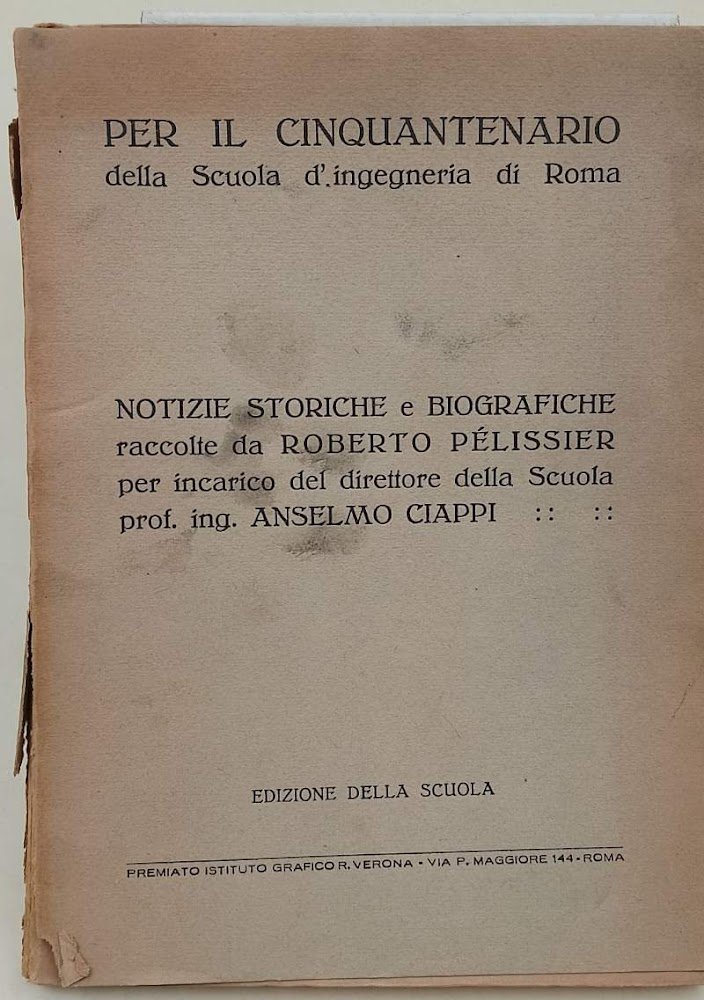 PER IL CINQUANTENARIO
della Scuola d'.ingegneria di Roma
NOTIZIE STORICHE e BIOGRAFICHE
raccolte da ROBERTO PÉLISSIER
per incarico del direttore della Scuola
prof. ing. ANSELMO CIAPPI :: ::
EDIZIONE DELLA SCUOLA
PREMIATO ISTITUTO GRAFICO R. VERONA - VIA P. MAGGIORE 144 - ROMA